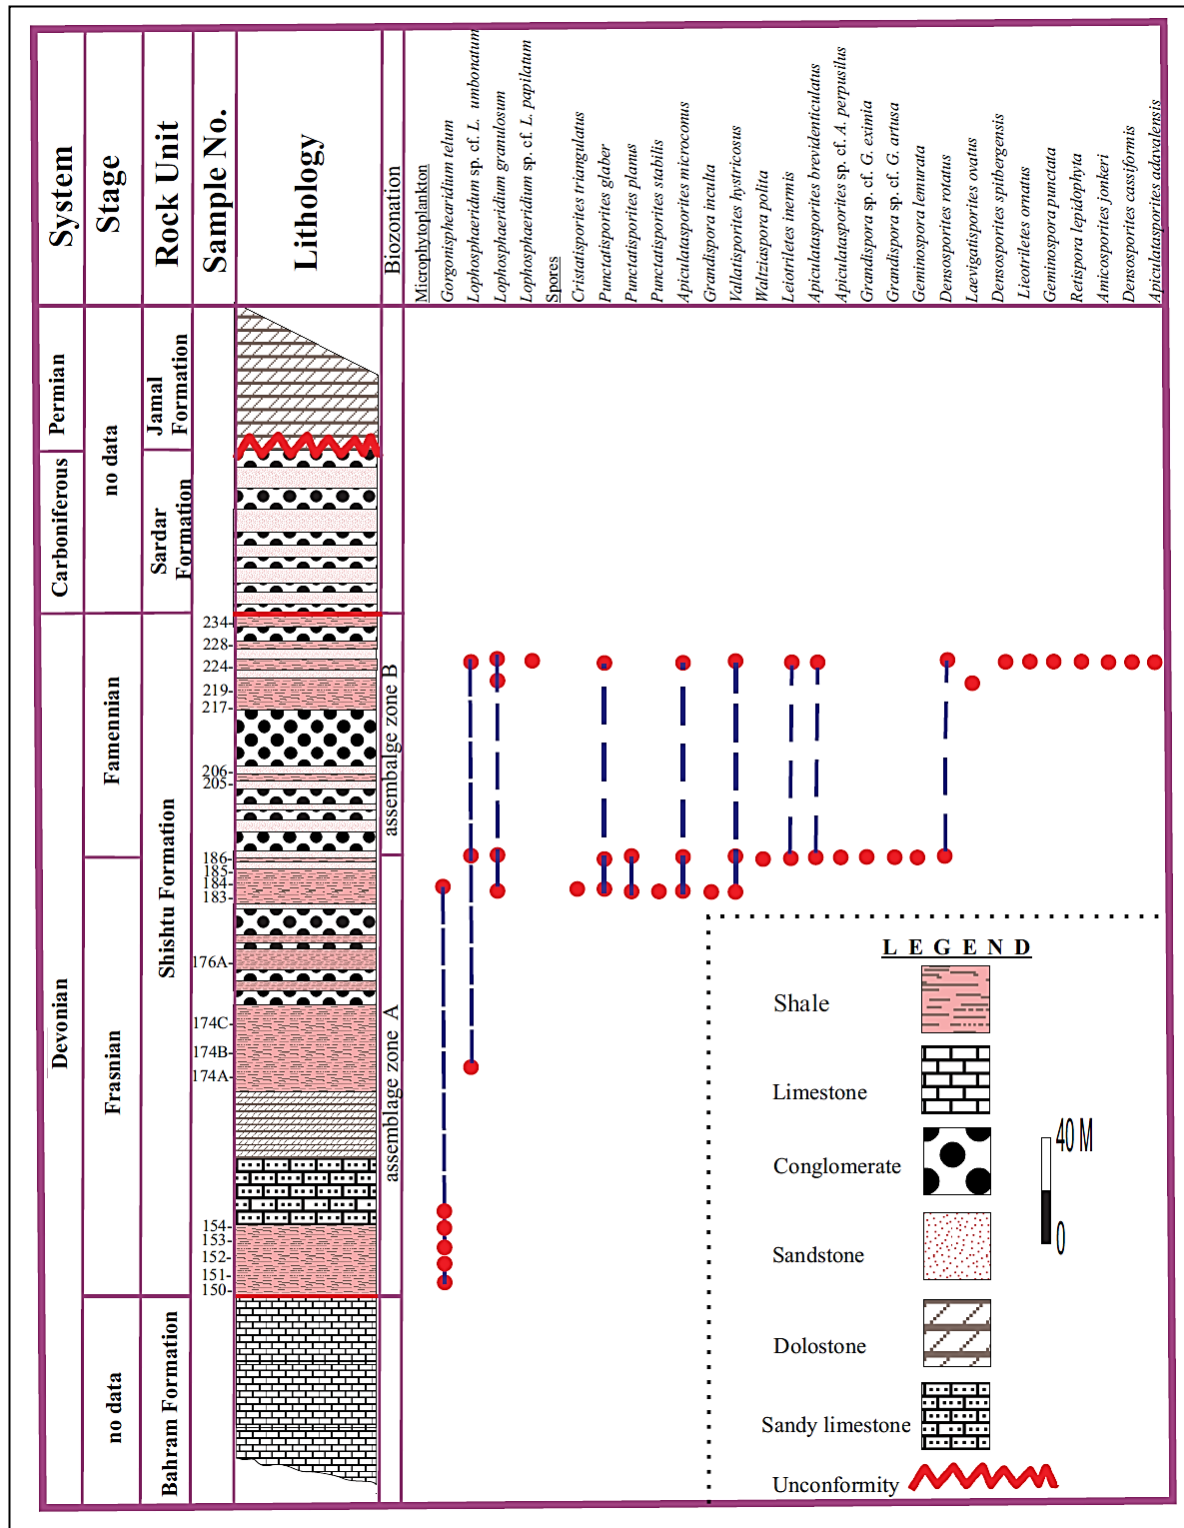 System
Stage
Rock Unit
Sample No.
Lithology
Biozonation
Microphytoplankton
Gorgonisphearidium telum
Lophosphaeridum sp. cf. L. umbonatum
Lophosphaeridium granulosum
Lophosphaeridium sp. cf. L. papilatum
Spores
Cristatisporites triangulatus
Punctatisporites glaber
Punctatisporites planus
Punctatisporites stabilis
Apiculatasporites microconus
Grandispora inculta
Vallatisporites hystricosus
Waltziaspora polita
Leiotriletes inermis
Apiculatasporites brevidenticulatus
Apiculatasporites sp. cf. A. perpusilus
Grandispora sp. cf. G. eximia
Grandispora sp. cf. G. artusa
Geminospora lemurata
Densosporites rotatus
Laevigatisporites ovatus
Densosporites spitbergensis
Lieotriletes ornatus
Geminospora punctata
Retispora lepidophyta
Amicosporites jonkeri
Densosporites cassiformis
Apiculatasporites adavalensis
Permian
Carboniferous
Devonian
no data
Famennian
Frasnian
no data
Jamal
Formation
Sardar
Formation
Shishtu Formation
Bahram Formation
234-
228-
224-
219-
217-
206-
205-
186-
185-
184-
183-
176A-
174C-
174B-
174A-
154-
153-
152-
151-
150-
assembalge zone B
assemblage zone A
LEGEND
Shale
Limestone
Conglomerate
Sandstone
Dolostone
Sandy limestone
Unconformity
40 M
0